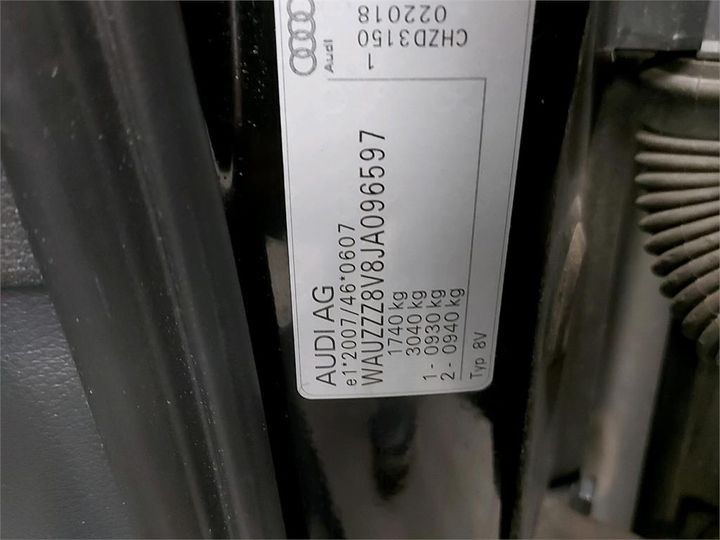 AUDI AG
e1*2007/46*0607
WAUZZZ8V8JA096597
1740 kg
3040 kg
1- 0930 kg
2- 0940 kg
Typ 8V
Audi
022018
CHZD3150
1